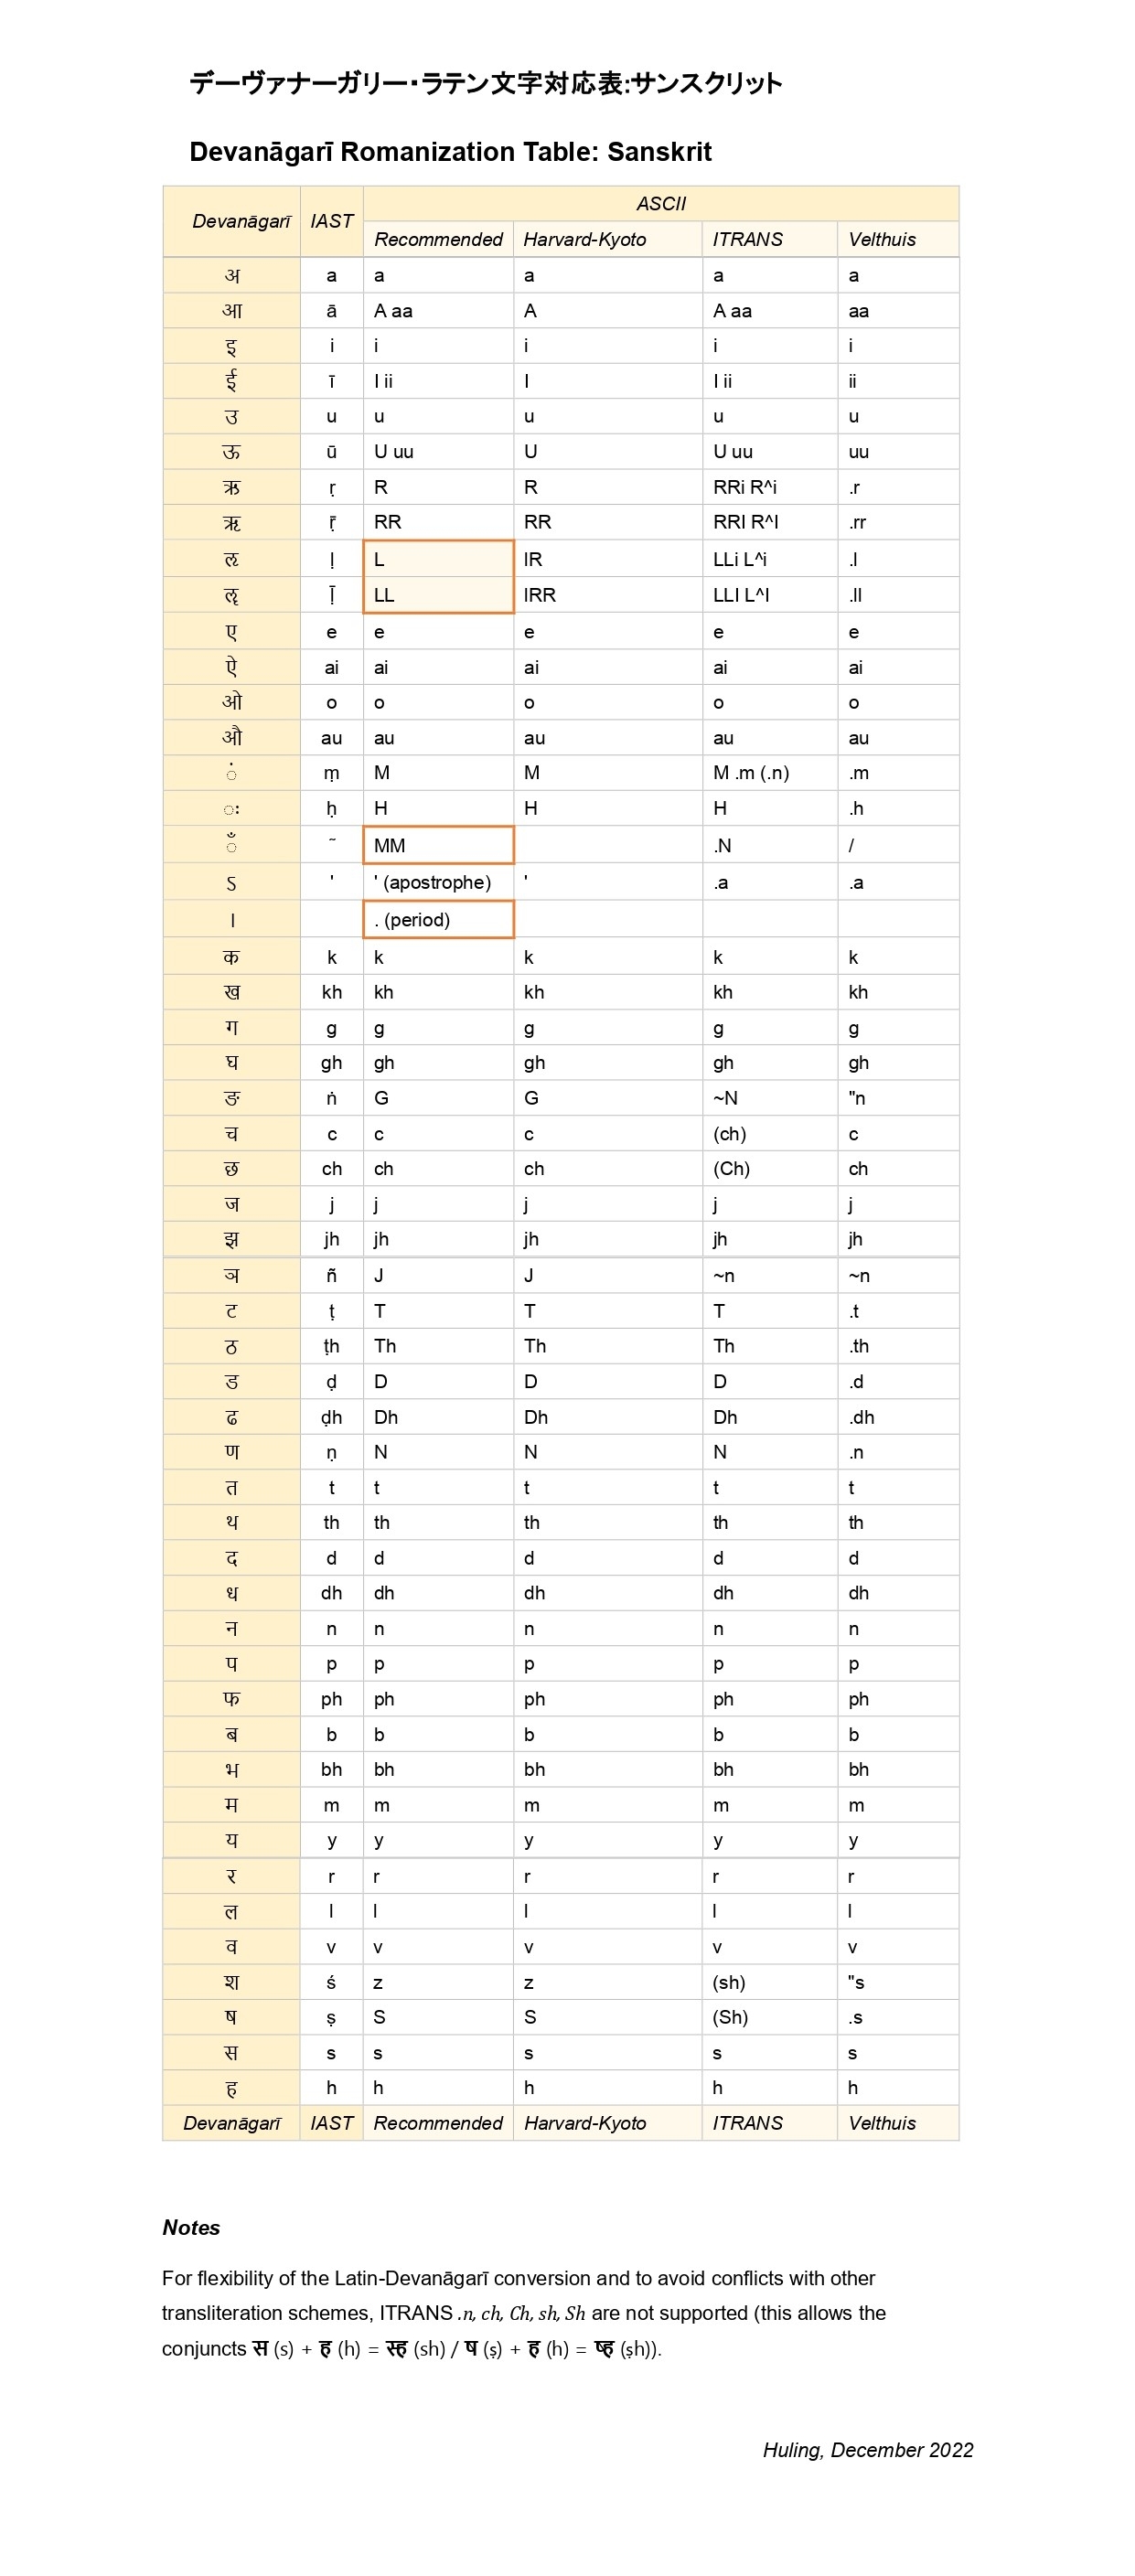 デーヴァナーガリー・ラテン文字対応表:サンスクリット
Devanāgarī Romanization Table: Sanskrit
Devanāgarī IAST ASCII
Recommended Harvard-Kyoto ITRANS Velthuis
अ a a a a a
आ ā A aa A A aa aa
इ i i i i i
ई ī I ii I I ii ii
उ u u u u u
ऊ ū U uu U U uu uu
ऋ ṛ R R RRi R^i .r
ॠ ṝ RR RR RRI R^I .rr
ऌ ḷ L lR LLi L^i .l
ॡ ḹ LL lRR LLI L^I .ll
ए e e e e e
ऐ ai ai ai ai ai
ओ o o o o o
औ au au au au au
ं ṃ M M M .m (.n) .m
ः ḥ H H H .h
ँ ˜ MM .N /
ऽ ' ' (apostrophe) ' .a .a
। . (period)
क k k k k k
ख kh kh kh kh kh
ग g g g g g
घ gh gh gh gh gh
ङ ṅ G G ~N "n
च c c c (ch) c
छ ch ch ch (Ch) ch
ज j j j j j
झ jh jh jh jh jh
ञ ñ J J ~n ~n
ट ṭ T T T .t
ठ ṭh Th Th Th .th
ड ḍ D D D .d
ढ ḍh Dh Dh Dh .dh
ण ṇ N N N .n
त t t t t t
थ th th th th th
द d d d d d
ध dh dh dh dh dh
न n n n n n
प p p p p p
फ ph ph ph ph ph
ब b b b b b
भ bh bh bh bh bh
म m m m m m
य y y y y y
र r r r r r
ल l l l l l
व v v v v v
श ś z z (sh) "s
ष ṣ S S (Sh) .s
स s s s s s
ह h h h h h
Devanāgarī IAST Recommended Harvard-Kyoto ITRANS Velthuis
Notes
For flexibility of the Latin-Devanāgarī conversion and to avoid conflicts with other
transliteration schemes, ITRANS .n, ch, Ch, sh, Sh are not supported (this allows the
conjuncts स (s) + ह (h) = स्ह (sh) / ष (ṣ) + ह (h) = ष्ह (ṣh)).
Huling, December 2022